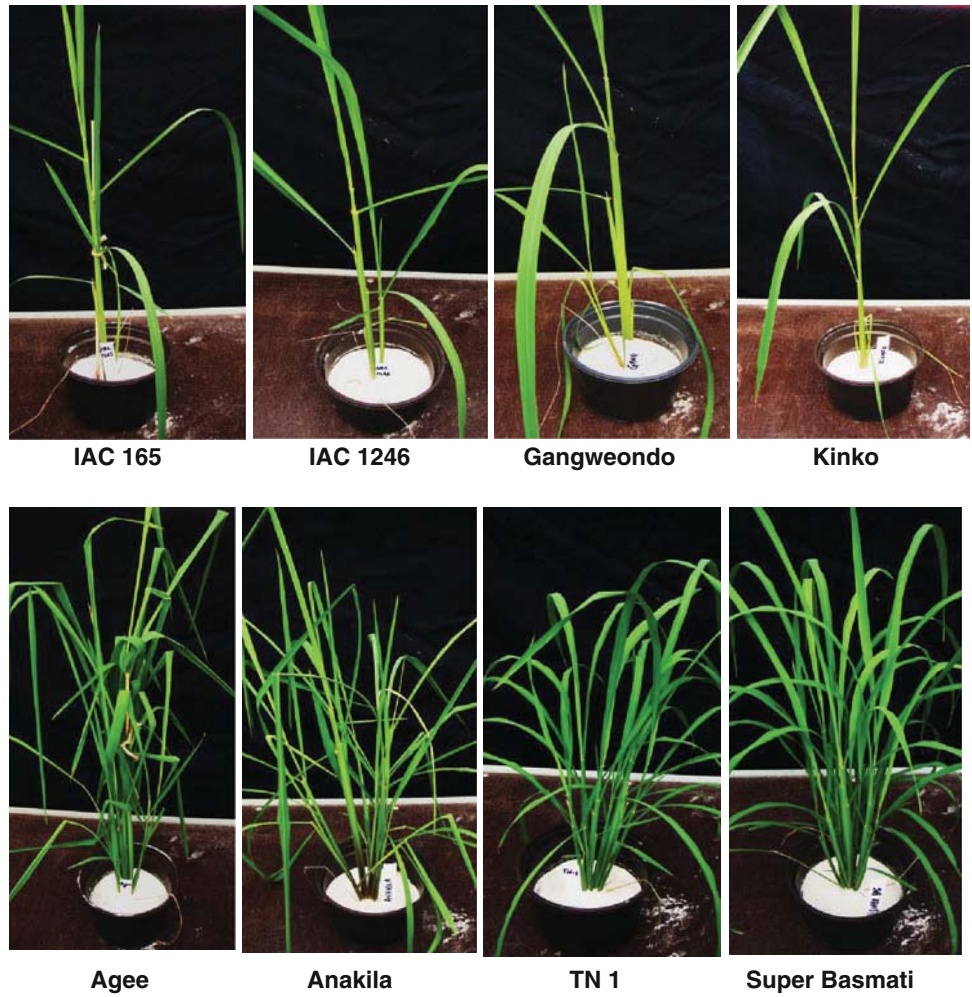 IAC 165
IAC 1246
Gangweondo
Kinko
Agee
Anakila
TN 1
Super Basmati